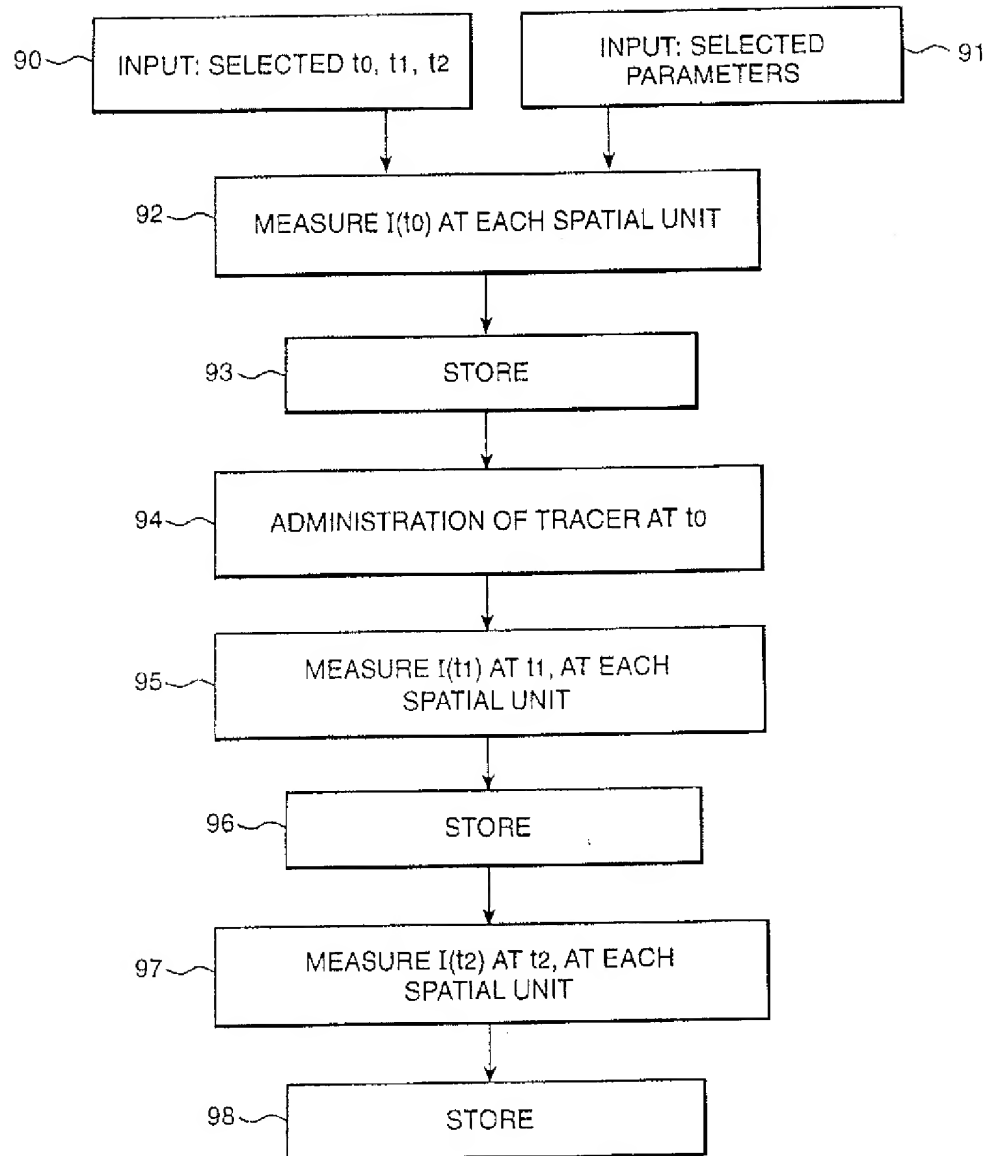 90
INPUT: SELECTED t0, t1, t2
INPUT: SELECTED
PARAMETERS
91
92
MEASURE I(t0) AT EACH SPATIAL UNIT
93
STORE
94
ADMINISTRATION OF TRACER AT t0
95
MEASURE I(t1) AT t1, AT EACH
SPATIAL UNIT
96
STORE
97
MEASURE I(t2) AT t2, AT EACH
SPATIAL UNIT
98
STORE